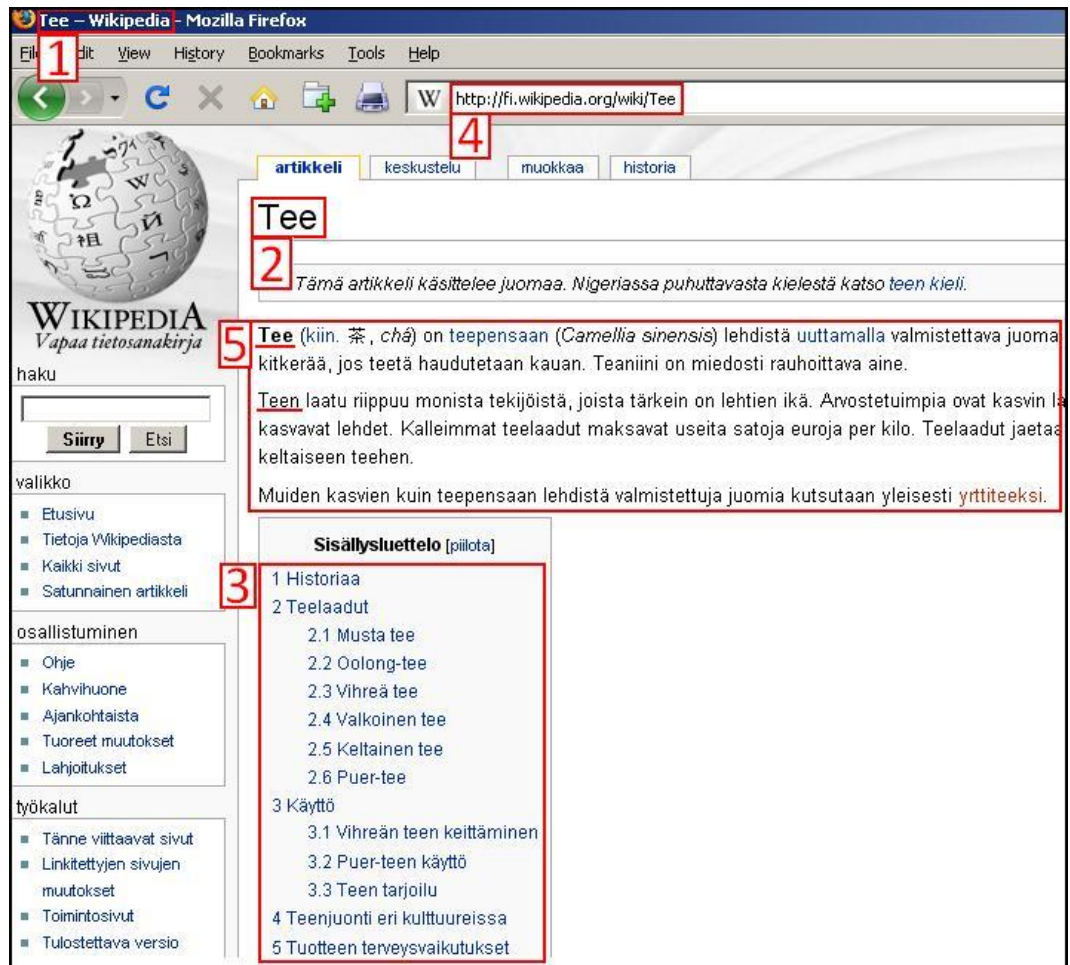 Tee – Wikipedia - Mozilla Firefox
View History Bookmarks Tools Help
1
W http://fi.wikipedia.org/wiki/Tee
4
artikkeli keskustelu muokkaa historia
Tee
2
Tämä artikkeli käsittelee juomaa. Nigeriassa puhuttavasta kielestä katso teen kieli.
WIKIPEDIA
Vapaa tietosanakirja
5
Tee (kiin. 茶, chá) on teepensaan (Camellia sinensis) lehdistä uuttamalla valmistettava juoma
kitkerää, jos teetä haudutetaan kauan. Teaniini on miedosti rauhoittava aine.
Teen laatu riippuu monista tekijöistä, joista tärkein on lehtien ikä. Arvostetuimpia ovat kasvin
kasvavat lehdet. Kalleimmat teelaadut maksavat useita satoja euroja per kilo. Teelaadut
keltaiseen teehen.
Muiden kasvien kuin teepensaan lehdistä valmistettuja juomia kutsutaan yleisesti yrttiteeksi.
haku
Siirry Etsi
valikko
Etusivu
Tietoja Wikipediasta
Kaikki sivut
Satunnainen artikkeli
osallistuminen
Ohje
Kahvihuone
Ajankohtaista
Tuoreet muutokset
Lahjoitukset
työkalut
Tänne viittaavat sivut
Linkitettyjen sivujen
muutokset
Toimintosivut
Tulostettava versio
Sisällysluettelo [piilota]
3
1 Historiaa
2 Teelaadut
2.1 Musta tee
2.2 Oolong-tee
2.3 Vihreä tee
2.4 Valkoinen tee
2.5 Keltainen tee
2.6 Puer-tee
3 Käyttö
3.1 Vihreän teen keittäminen
3.2 Puer-teen käyttö
3.3 Teen tarjoilu
4 Teenjuonti eri kulttuureissa
5 Tuotteen terveysvaikutukset